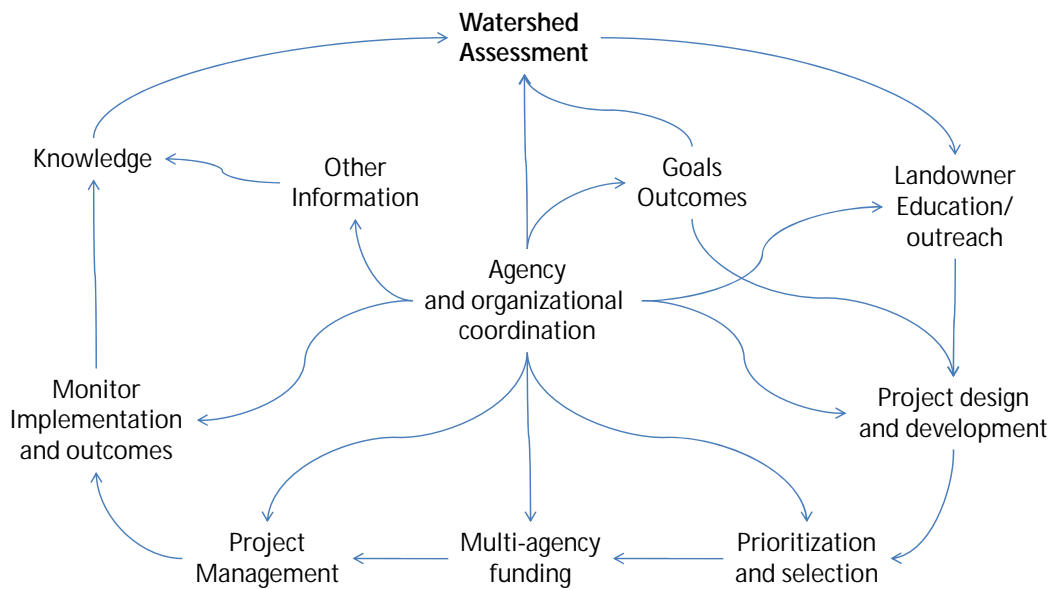 Watershed
Assessment
Knowledge
Other
Information
Goals
Outcomes
Landowner
Education/
outreach
Agency
and organizational
coordination
Monitor
Implementation
and outcomes
Project design
and development
Project
Management
Multi-agency
funding
Prioritization
and selection